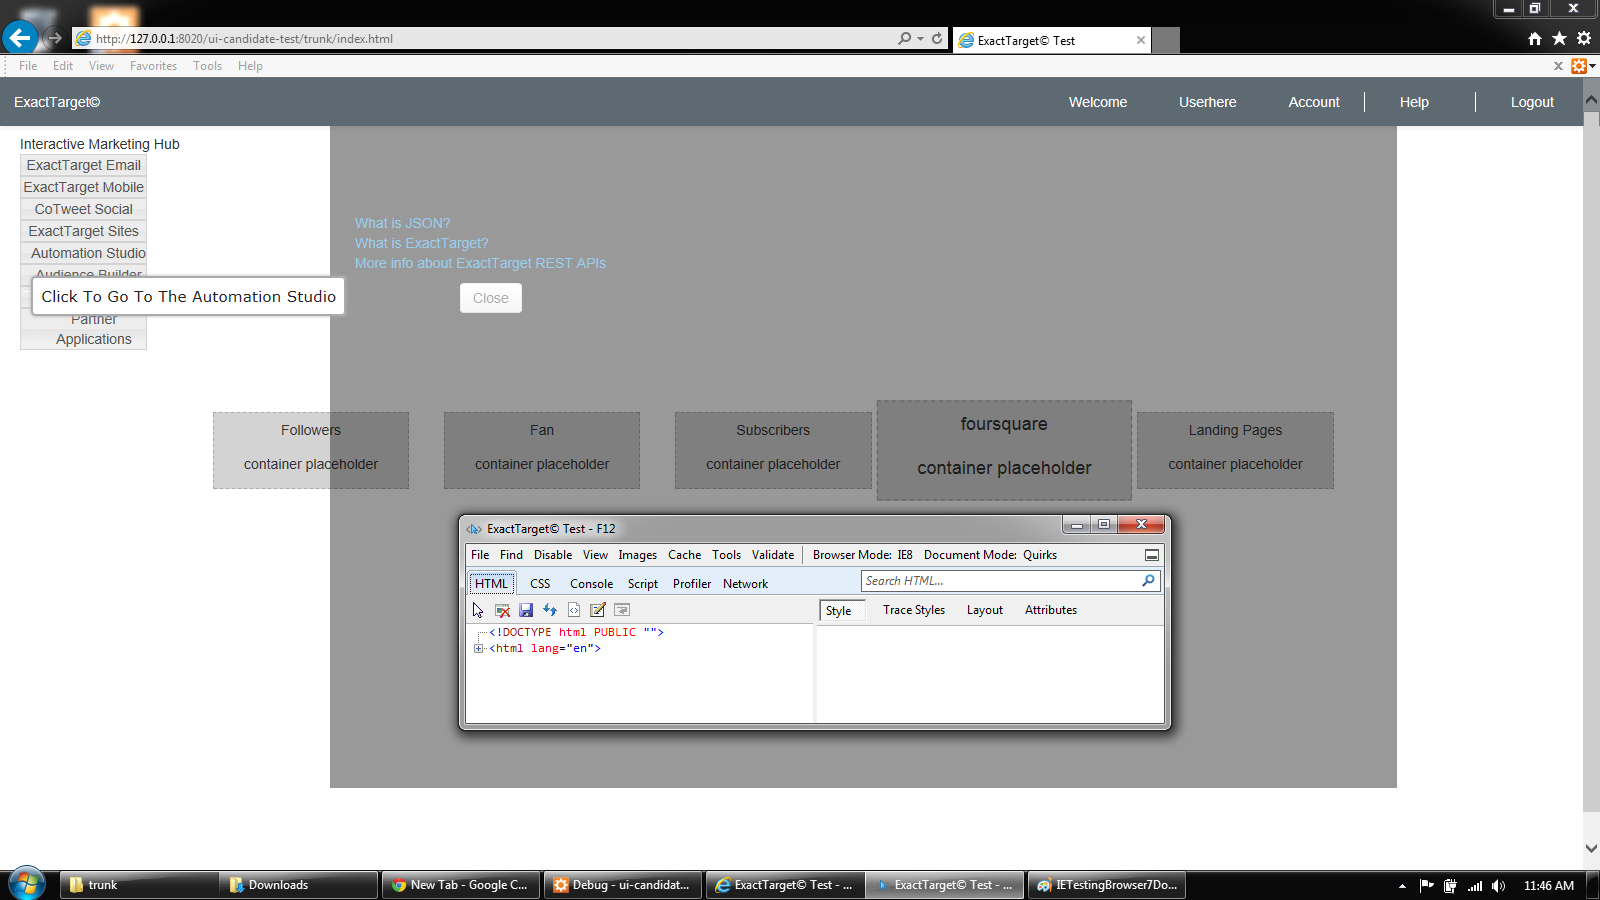 http://127.0.0.1:8020/ui-candidate-test/trunk/index.html
ExactTarget© Test
File Edit View Favorites Tools Help
ExactTarget©
Welcome Userhere Account Help Logout
Interactive Marketing Hub
ExactTarget Email
ExactTarget Mobile
CoTweet Social
ExactTarget Sites
Automation Studio
Audience Builder
Click To Go To The Automation Studio
Partner
Applications
What is JSON?
What is ExactTarget?
More info about ExactTarget REST APIs
Close
Followers
container placeholder
Fan
container placeholder
Subscribers
container placeholder
foursquare
container placeholder
Landing Pages
container placeholder
ExactTarget© Test - F12
File Find Disable View Images Cache Tools Validate Browser Mode: IE8 Document Mode: Quirks
HTML CSS Console Script Profiler Network Search HTML...
Style Trace Styles Layout Attributes
<!DOCTYPE html PUBLIC "">
<html lang="en">
trunk Downloads New Tab - Google C... Debug - ui-candidat... ExactTarget© Test - ... ExactTarget© Test - ... IETestingBrowser7Do... 11:46 AM